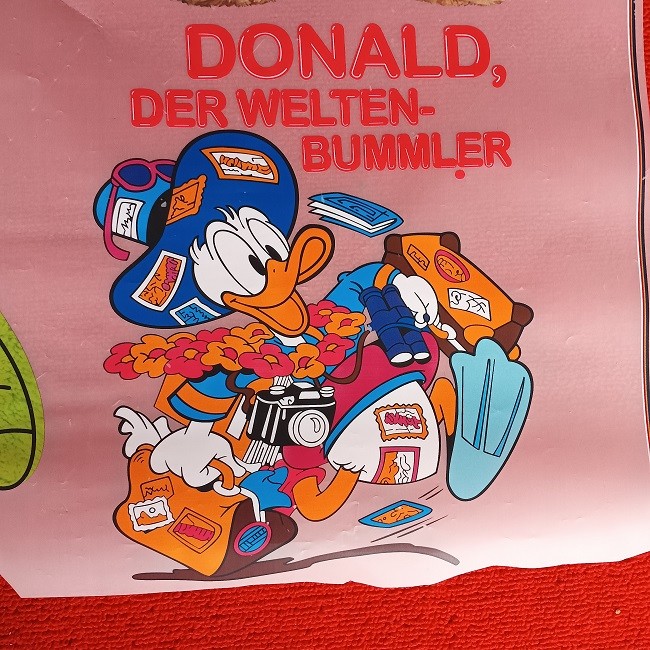 DONALD,
DER WELTEN-
BUMMLER